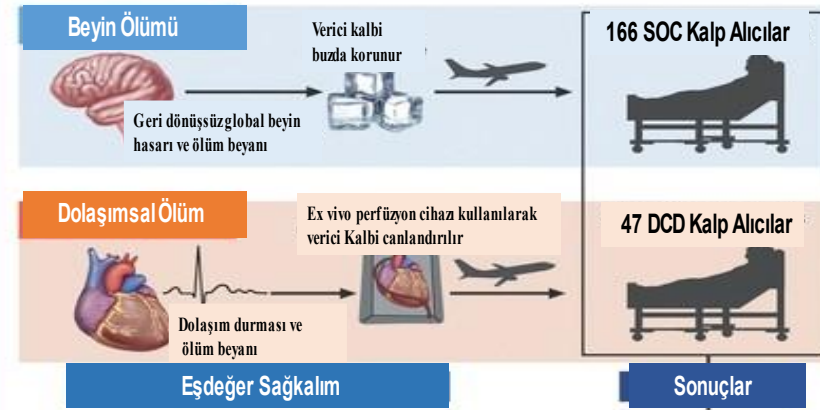 Beyin Ölümü
Verici kalbi
buzda korunur
166 SOC Kalp Alıcılar
Geri dönüşsüz global beyin
hasarı ve ölüm beyanı
Dolaşımsal Ölüm
Ex vivo perfüzyon cihazı kullanılarak
verici Kalbi canlandırılır
47 DCD Kalp Alıcılar
Dolaşım durması ve
ölüm beyanı
Eşdeğer Sağkalım
Sonuçlar